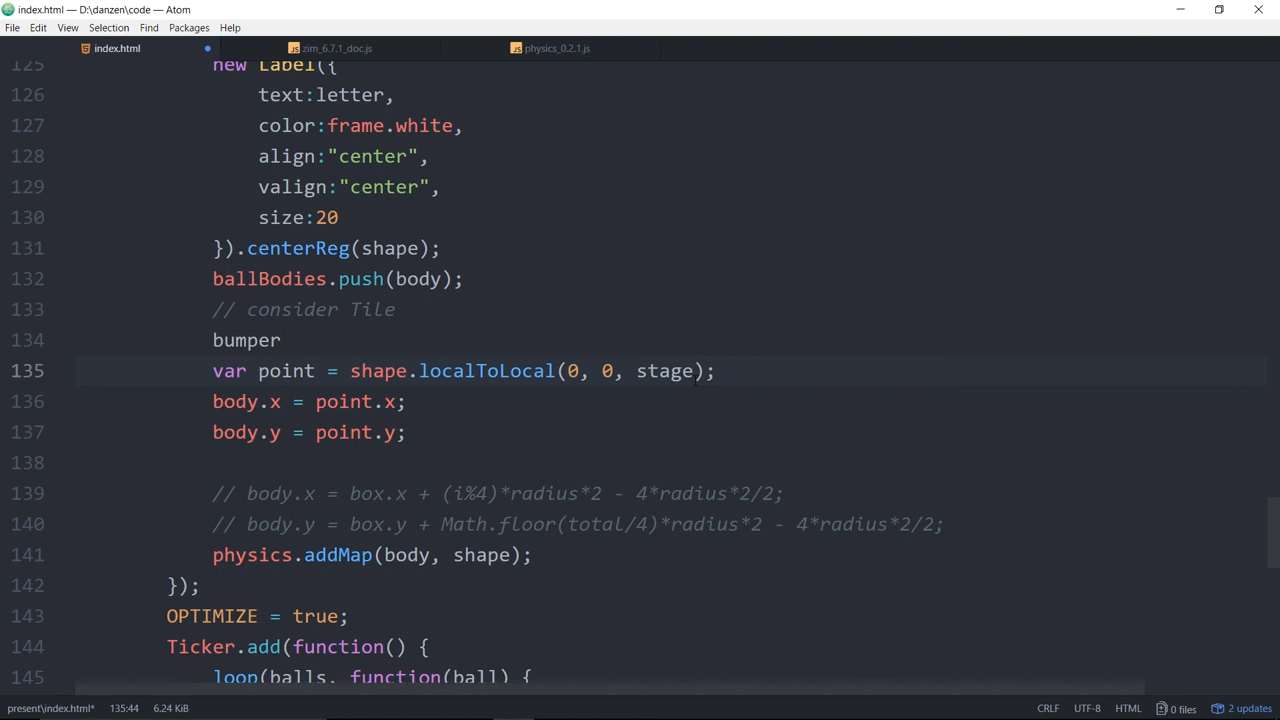 index.html — D:\danzen\code — Atom
File Edit View Selection Find Packages Help
index.html zim_6.7.1_doc.js physics_0.2.1.js
125 new Label({
126 text:letter,
127 color:frame.white,
128 align:"center",
129 valign:"center",
130 size:20
131 }).centerReg(shape);
132 ballBodies.push(body);
133 // consider Tile
134 bumper
135 var point = shape.localToLocal(0, 0, stage);
136 body.x = point.x;
137 body.y = point.y;
138
139 // body.x = box.x + (i%4)*radius*2 - 4*radius*2/2;
140 // body.y = box.y + Math.floor(total/4)*radius*2 - 4*radius*2/2;
141 physics.addMap(body, shape);
142 });
143 OPTIMIZE = true;
144 Ticker.add(function() {
145 loop(balls, function(ball) {
present\index.html* 135:44 6.24 KiB CRLF UTF-8 HTML 0 files 2 updates